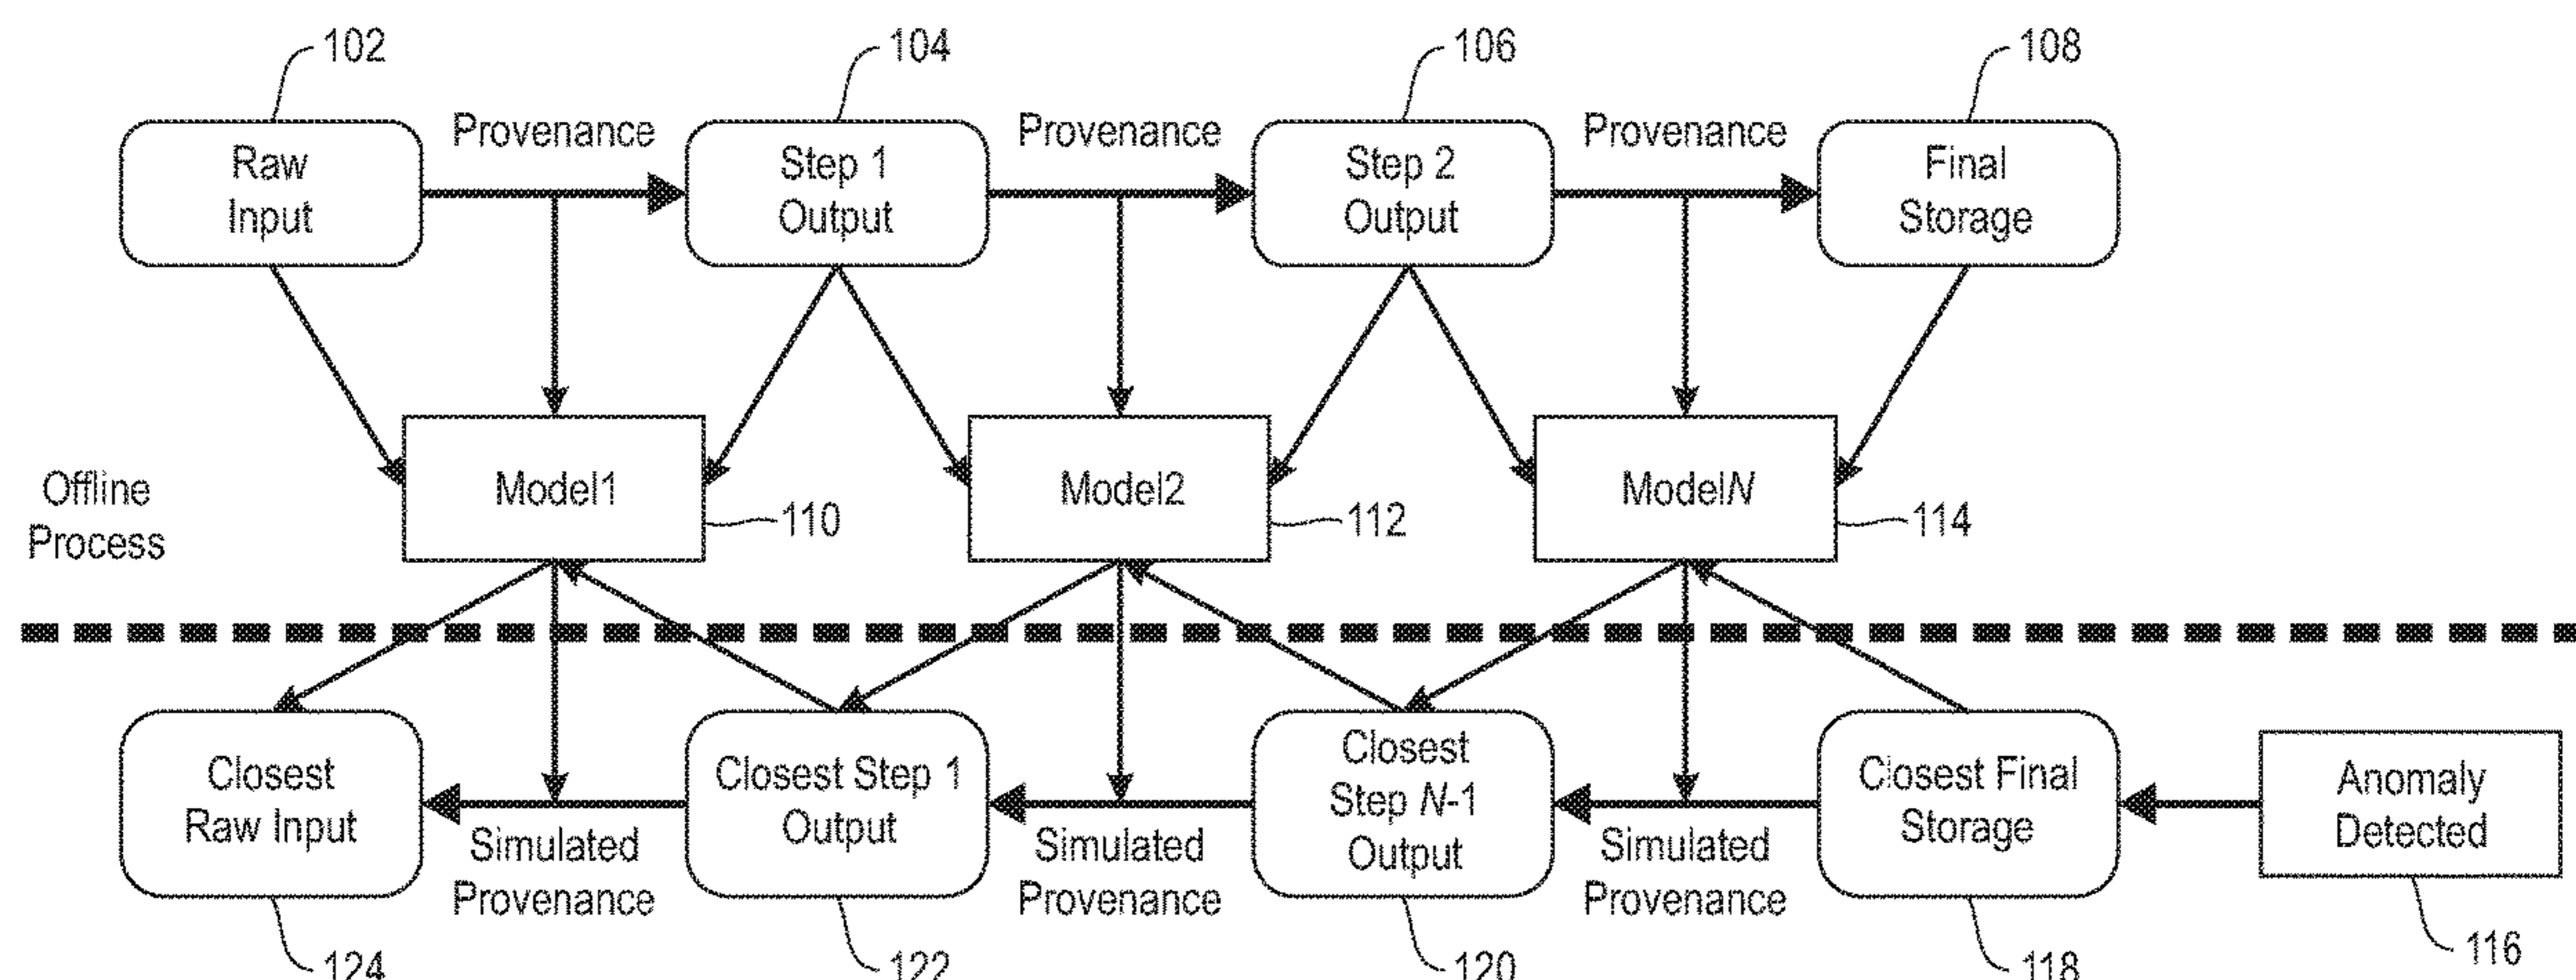 102
104
106
108
Provenance
Provenance
Provenance
Raw
Input
Step 1
Output
Step 2
Output
Final
Storage
Offline
Process
Model1
110
Model2
112
ModelN
114
Closest
Raw Input
Simulated
Provenance
Closest Step 1
Output
Simulated
Provenance
Closest
Step N-1
Output
Simulated
Provenance
Closest Final
Storage
Anomaly
Detected
124
122
120
118
116